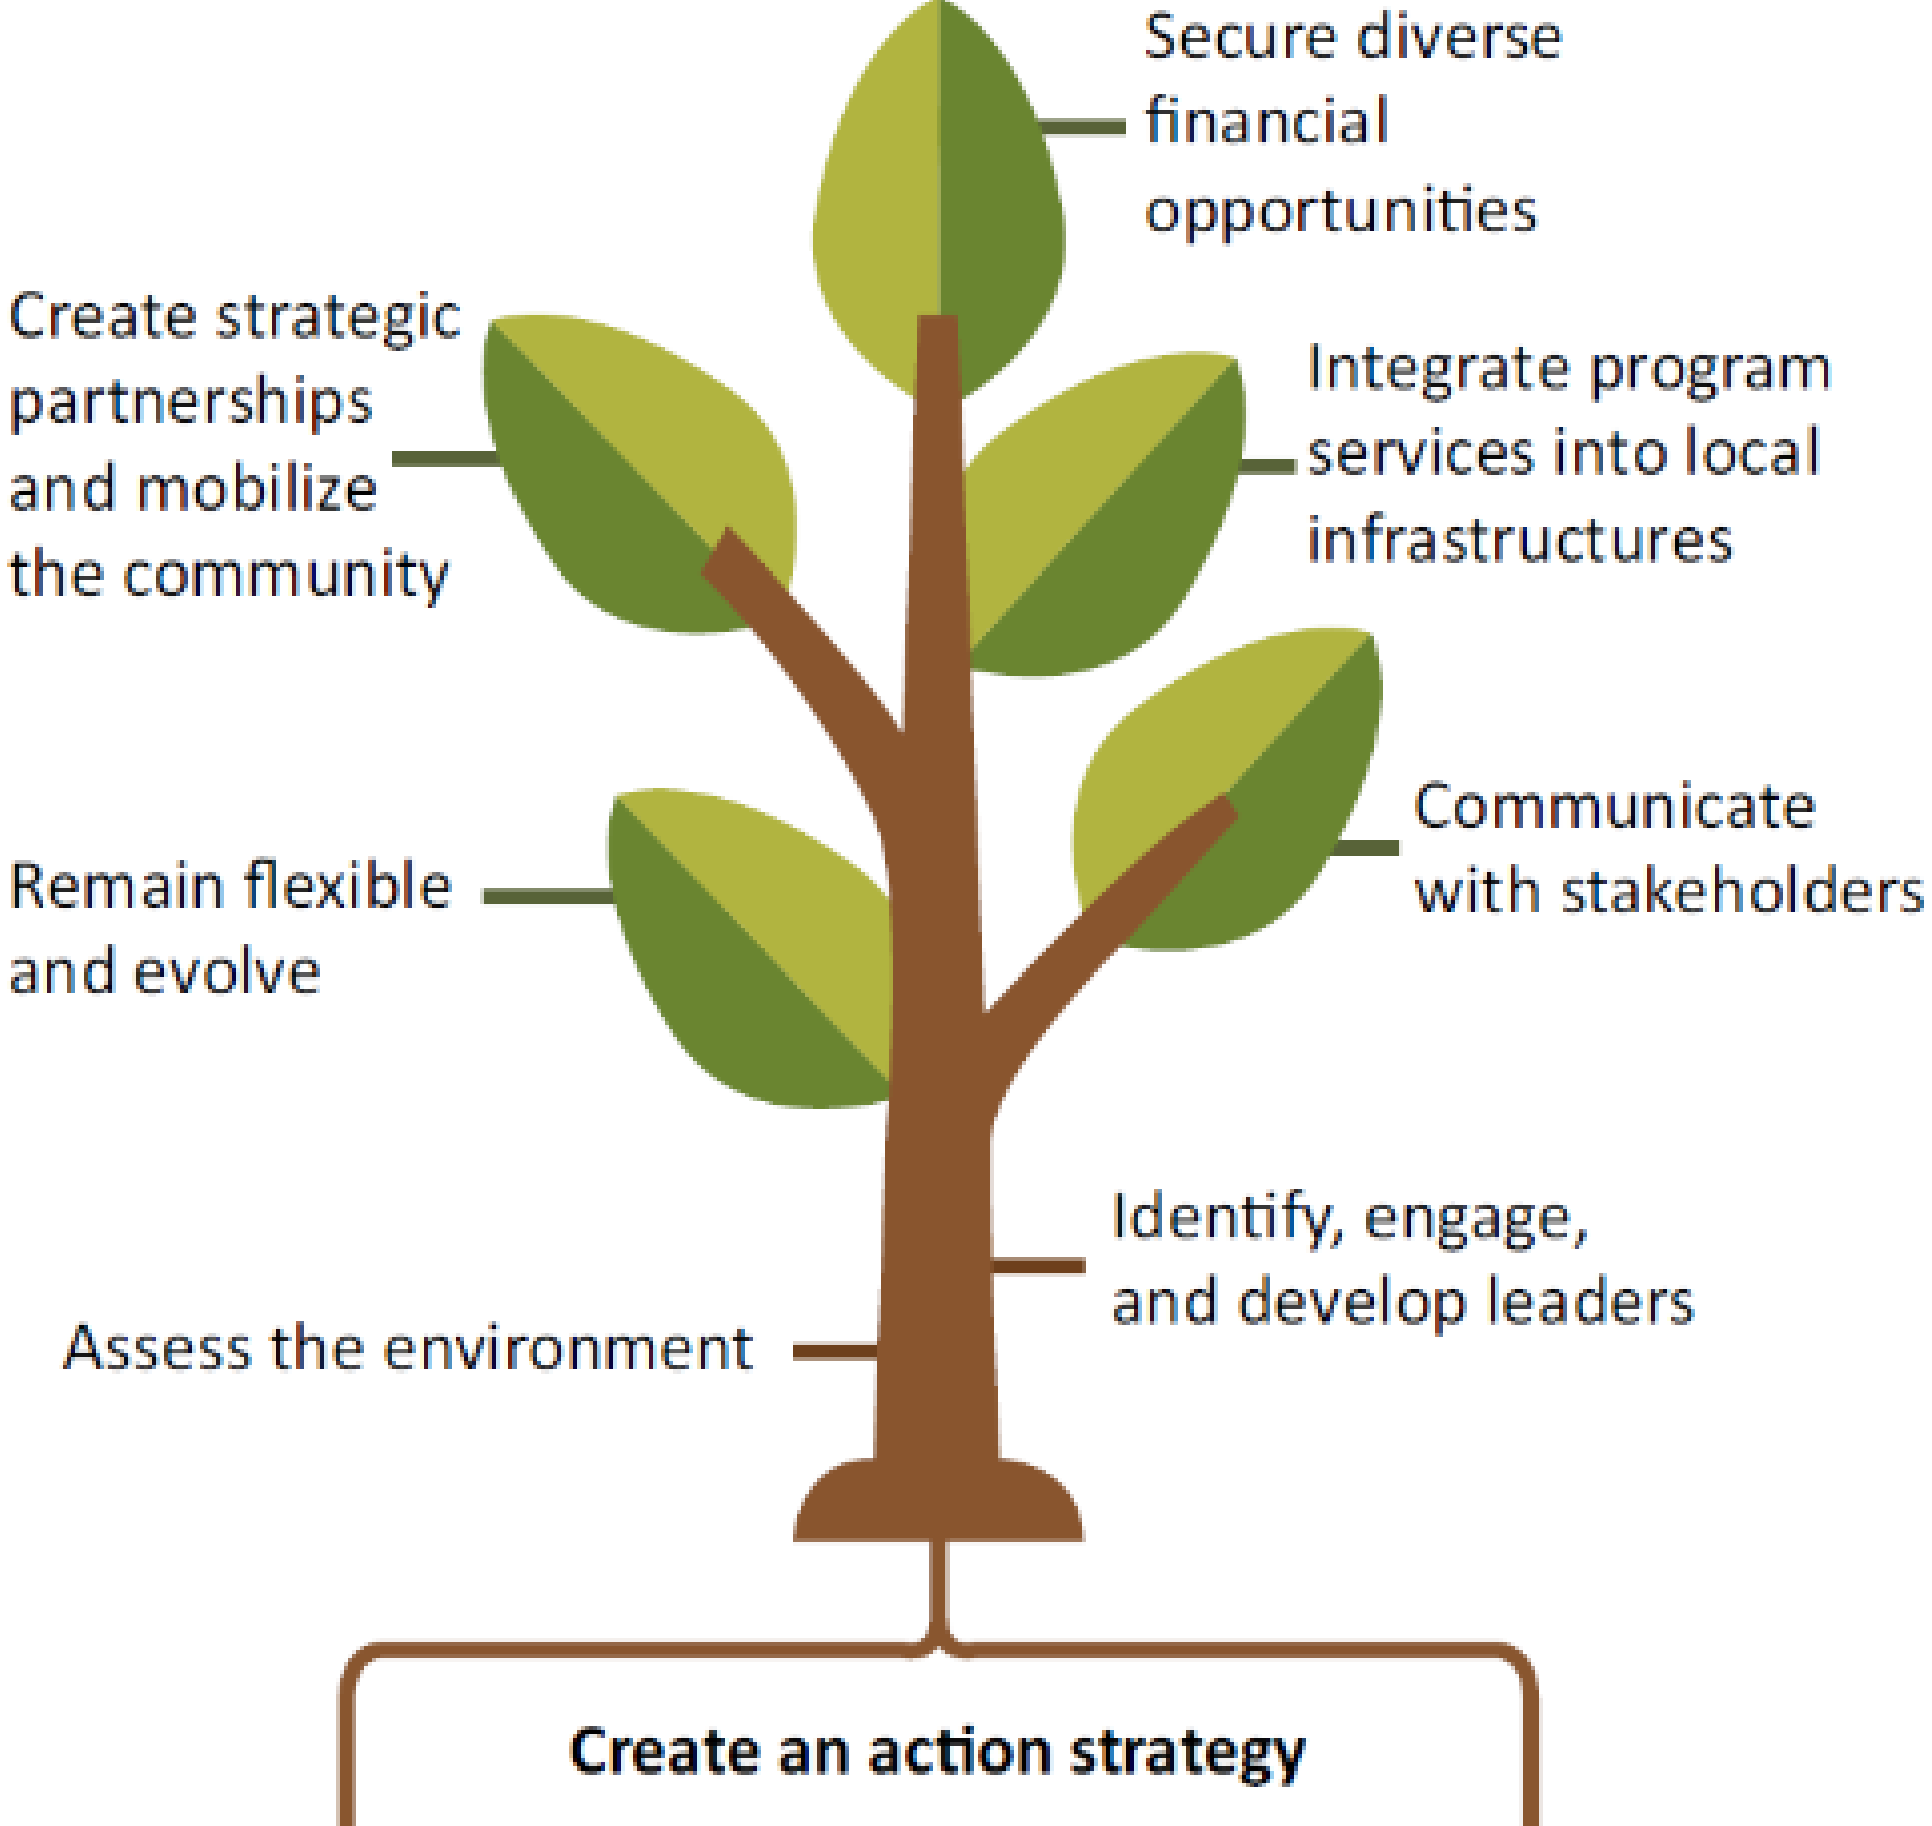 Secure diverse
financial
opportunities
Create strategic
partnerships
and mobilize
the community
Integrate program
services into local
infrastructures
Communicate
with stakeholders
Remain flexible
and evolve
Identify, engage,
and develop leaders
Assess the environment
Create an action strategy